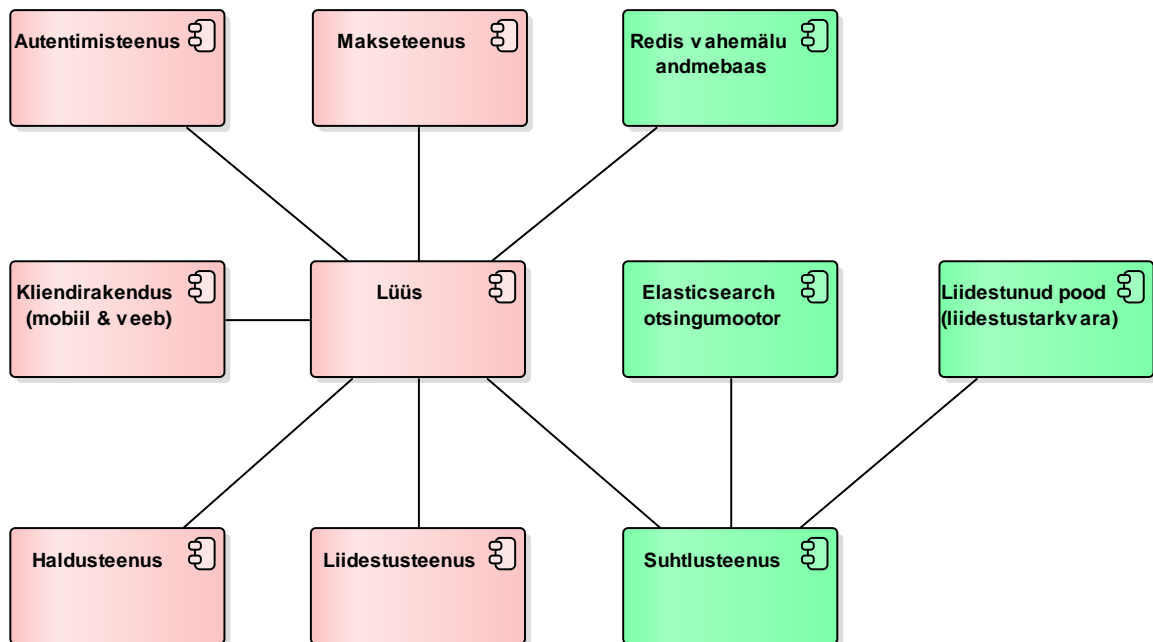 Autentimisteenus
Makseteenus
Redis vahemälu
andmebaas
Kliendirakendus
(mobiil & veeb)
Lüüs
Elasticsearch
otsingumootor
Liidestunud pood
(liidestustarkvara)
Haldusteenus
Liidestusteenus
Suhtlusteenus